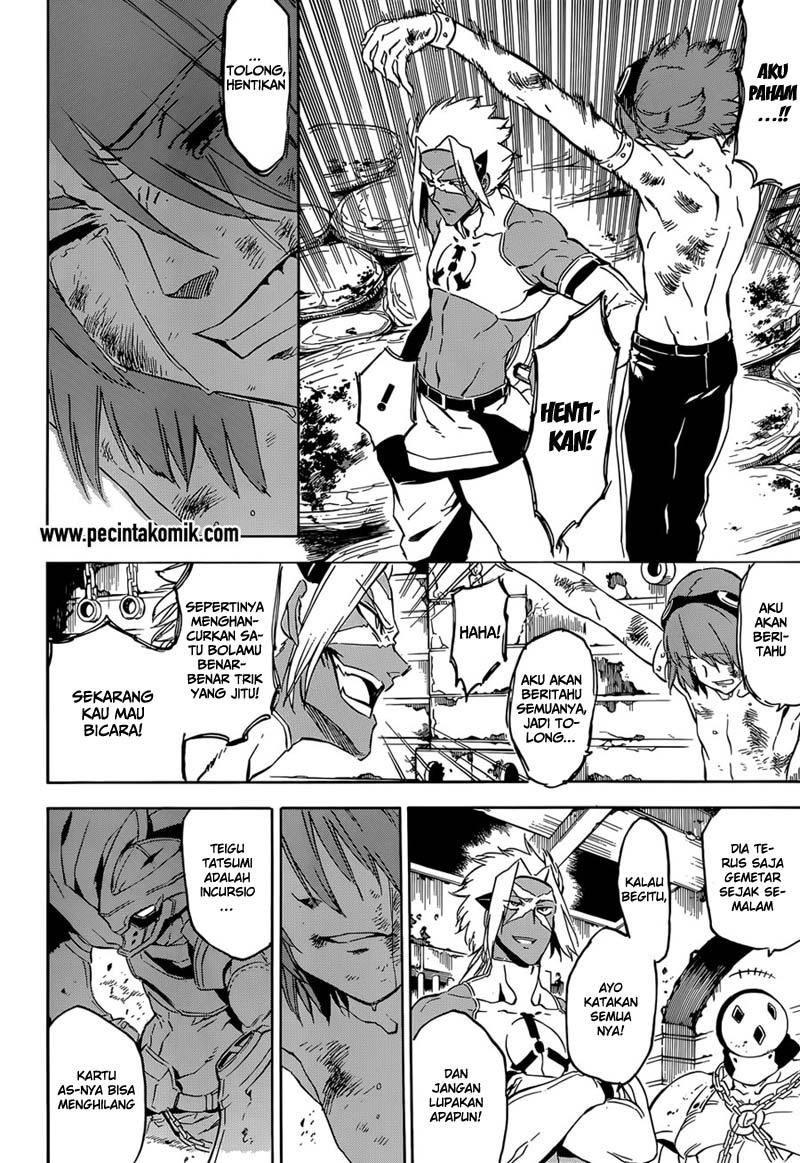 AKU
PAHAM
...!!
HENTI-
KAN!
!
...
TOLONG,
HENTIKAN
www.pecintakomik.com
AKU
AKAN
BERI-
TAHU
AKU AKAN
BERITAHU
SEMUANYA,
JADI TO-
LONG...
HAHA!
SEPERTINYA
MENGHAN-
CURKAN SA-
TU BOLAMU
BENAR-
BENAR TRIK
YANG JITU!
SEKARANG
KAU MAU
BICARA!
DIA TE-
RUS SAJA
GEMETAR
SEJAK SE-
MALAM
KALAU
BEGITU,
AYO
KATAKAN
SEMUA
NYA!
DAN
JANGAN
LUPAKAN
APAPUN!
TEIGU
TATSUMI
ADALAH
INCURSIO
...
KARTU
AS-NYA BISA
MENGHILANG